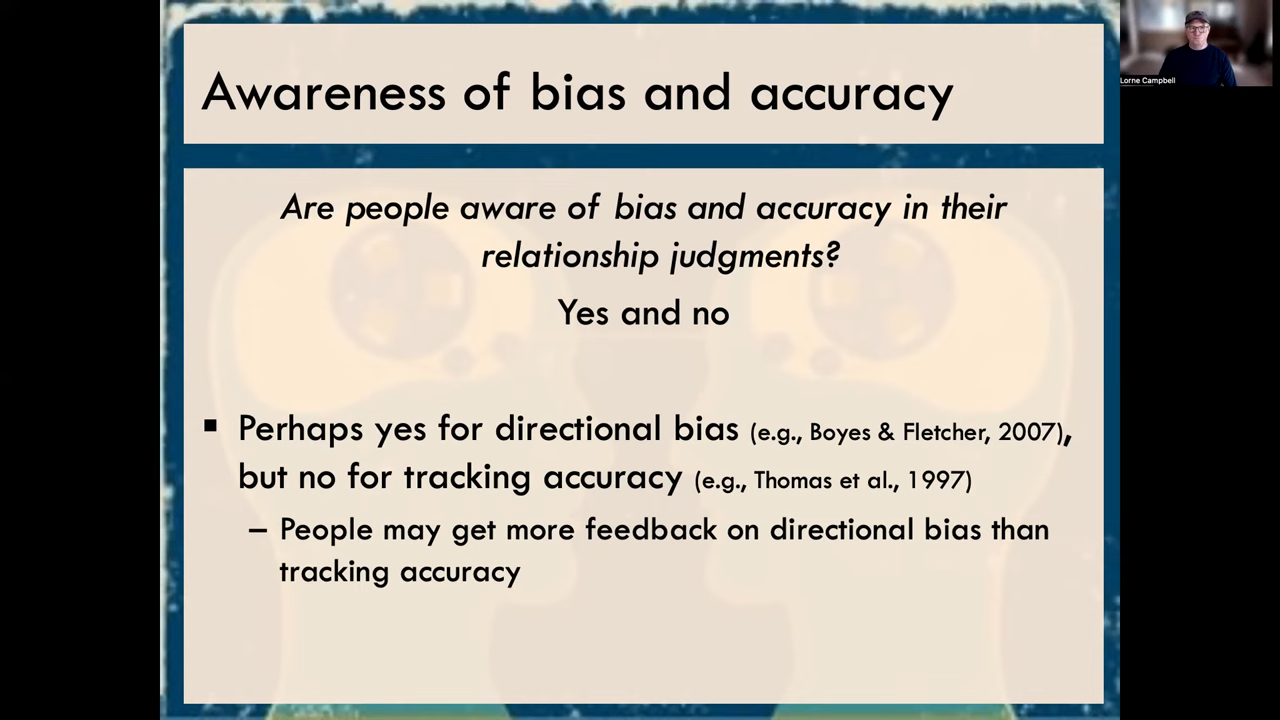 Awareness of bias and accuracy
Lorne Campbell
Are people aware of bias and accuracy in their
relationship judgments?
Yes and no
▪ Perhaps yes for directional bias (e.g., Boyes & Fletcher, 2007),
but no for tracking accuracy (e.g., Thomas et al., 1997)
– People may get more feedback on directional bias than
tracking accuracy